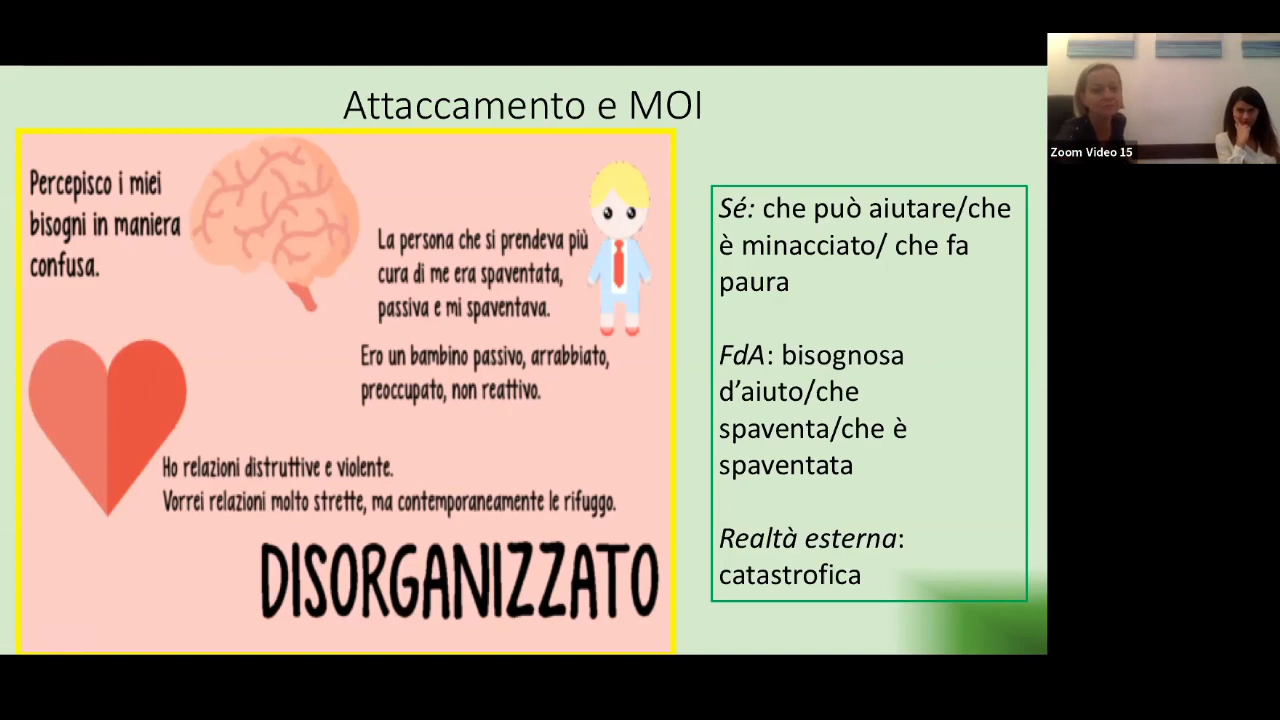 Attaccamento e MOI
Percepisco i miei
bisogni in maniera
confusa.
La persona che si prendeva più
cura di me era spaventata,
passiva e mi spaventava.
Ero un bambino passivo, arrabbiato,
preoccupato, non reattivo.
Ho relazioni distruttive e violente.
Vorrei relazioni molto strette, ma contemporaneamente le rifuggo.
DISORGANIZZATO
Sé: che può aiutare/che
è minacciato/ che fa
paura
FdA: bisognosa
d’aiuto/che
spaventa/che è
spaventata
Realtà esterna:
catastrofica
Zoom Video 15